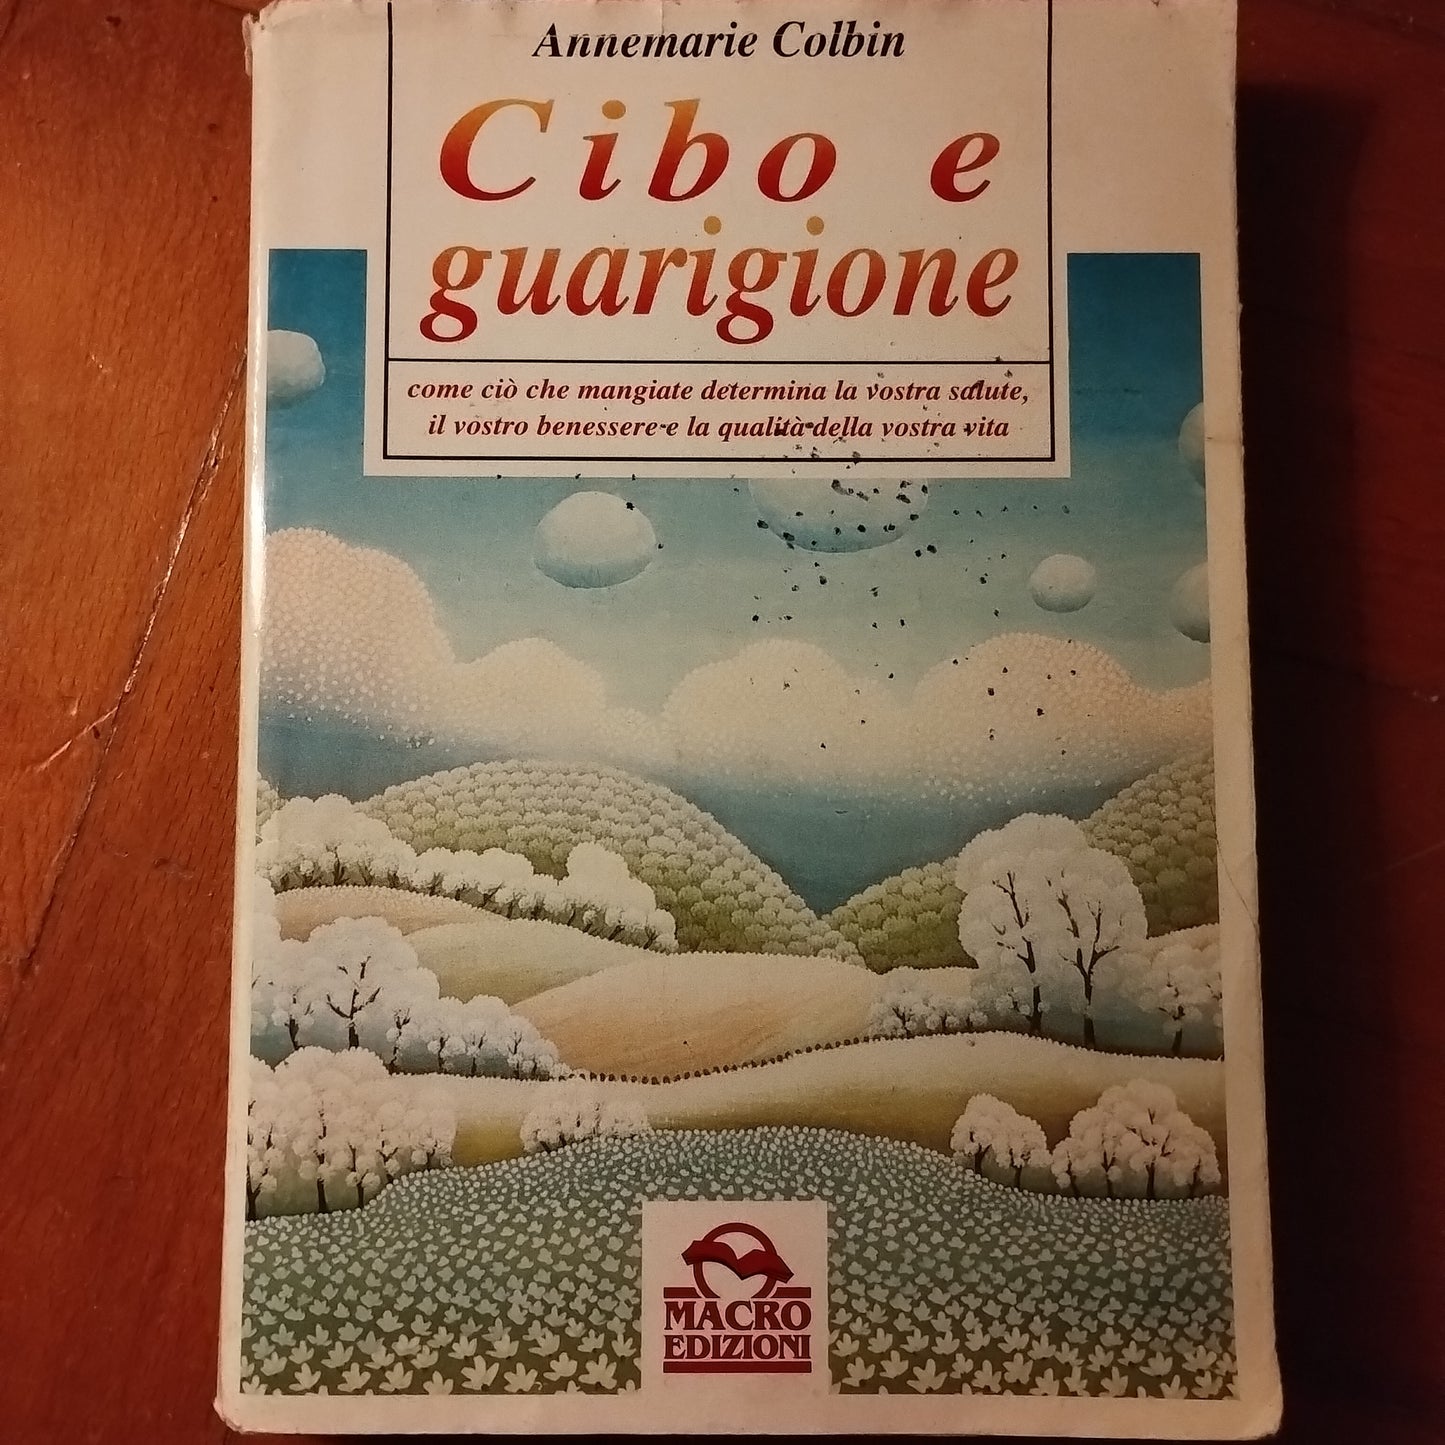 Annemarie Colbin
Cibo e
guarigione
come ciò che mangiate determina la vostra salute,
il vostro benessere e la qualità della vostra vita
MACRO
EDIZIONI